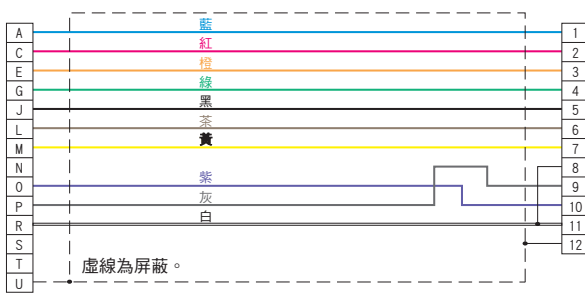 A 藍 1
C 紅 2
E 橙 3
G 綠 4
J 黑 5
L 茶 6
M 黃 7
N 8
O 紫 9
P 灰 10
R 白 11
S 12
T
U
虛線為屏蔽。